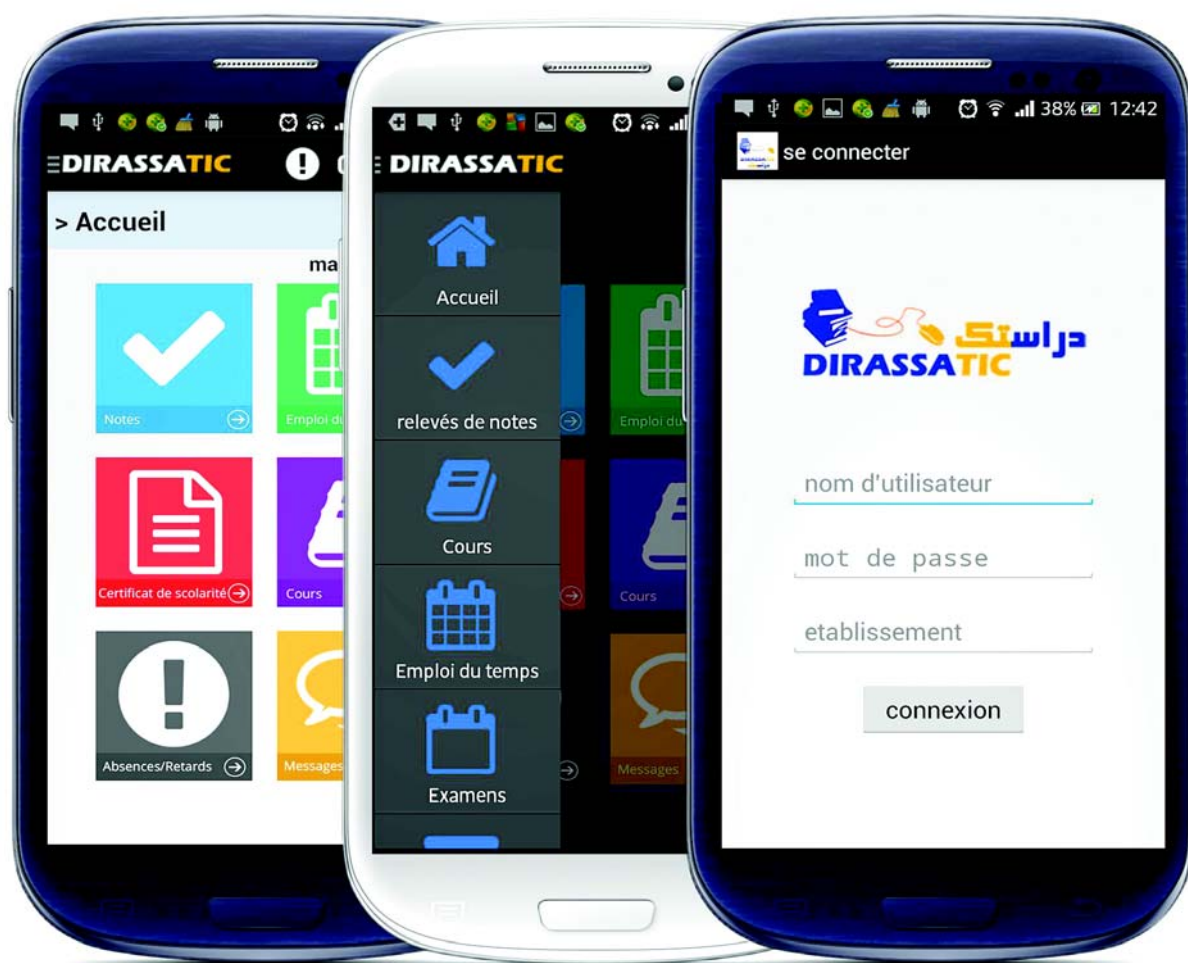 DIRASSATIC
> Accueil
ma
Notes
Emploi du
Certificat de scolarité
Cours
Absences/Retards
Messages
DIRASSATIC
Accueil
relevés de notes
Cours
Emploi du temps
Examens
Emploi du
Cours
Messages
38% 12:42
se connecter
دراستك
DIRASSATIC
nom d'utilisateur
mot de passe
etablissement
connexion